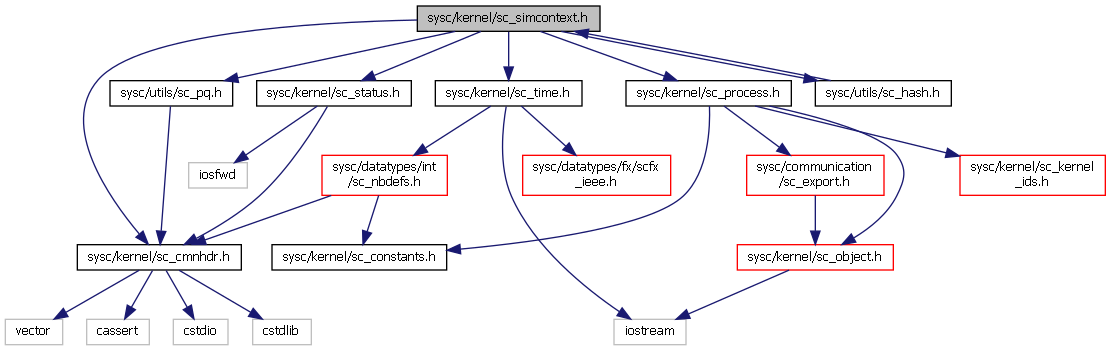 sysc/kernel/sc_simcontext.h
sysc/utils/sc_pq.h
sysc/kernel/sc_status.h
sysc/kernel/sc_time.h
sysc/kernel/sc_process.h
sysc/utils/sc_hash.h
iosfwd
sysc/datatypes/int
/sc_nbdefs.h
sysc/datatypes/fx/scfx
_ieee.h
sysc/communication
/sc_export.h
sysc/kernel/sc_kernel
_ids.h
sysc/kernel/sc_cmnhdr.h
sysc/kernel/sc_constants.h
sysc/kernel/sc_object.h
vector
cassert
cstdio
cstdlib
iostream